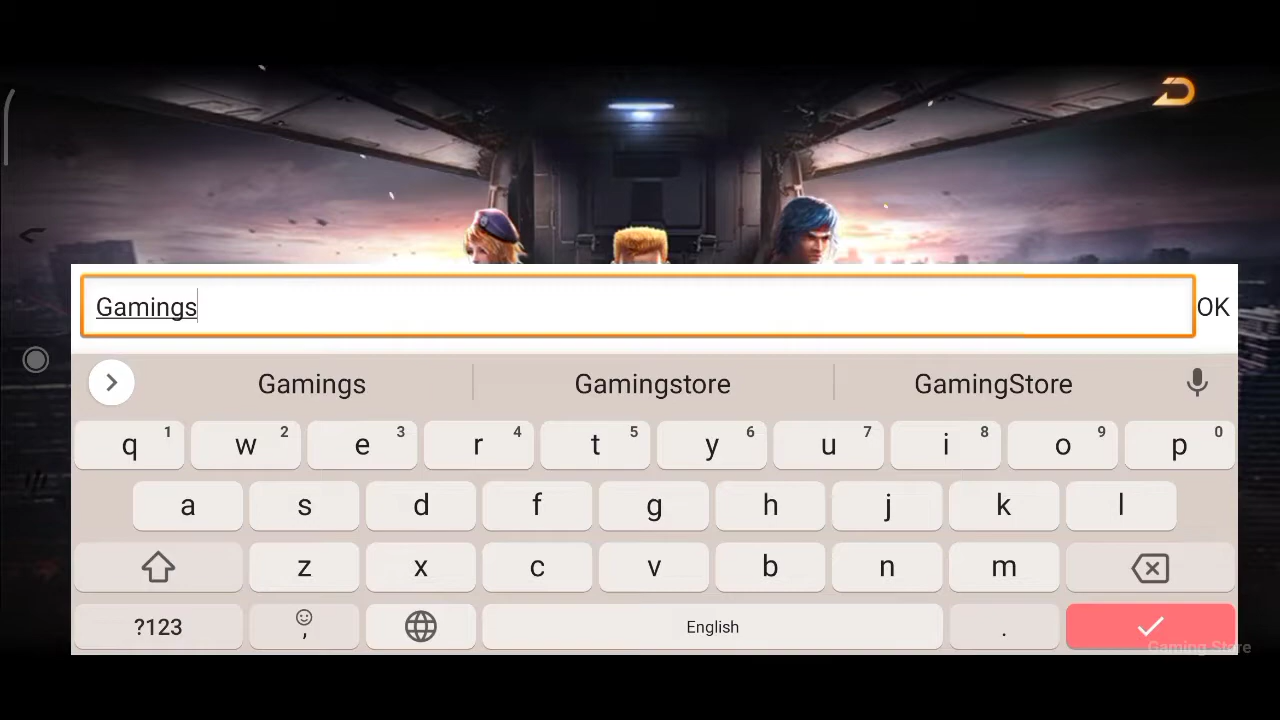 Gamings
OK
Gamings Gamingstore GamingStore
q 1 w 2 e 3 r 4 t 5 y 6 u 7 i 8 o 9 p 0
a s d f g h j k l
z x c v b n m
?123 , English .
Gaming Store